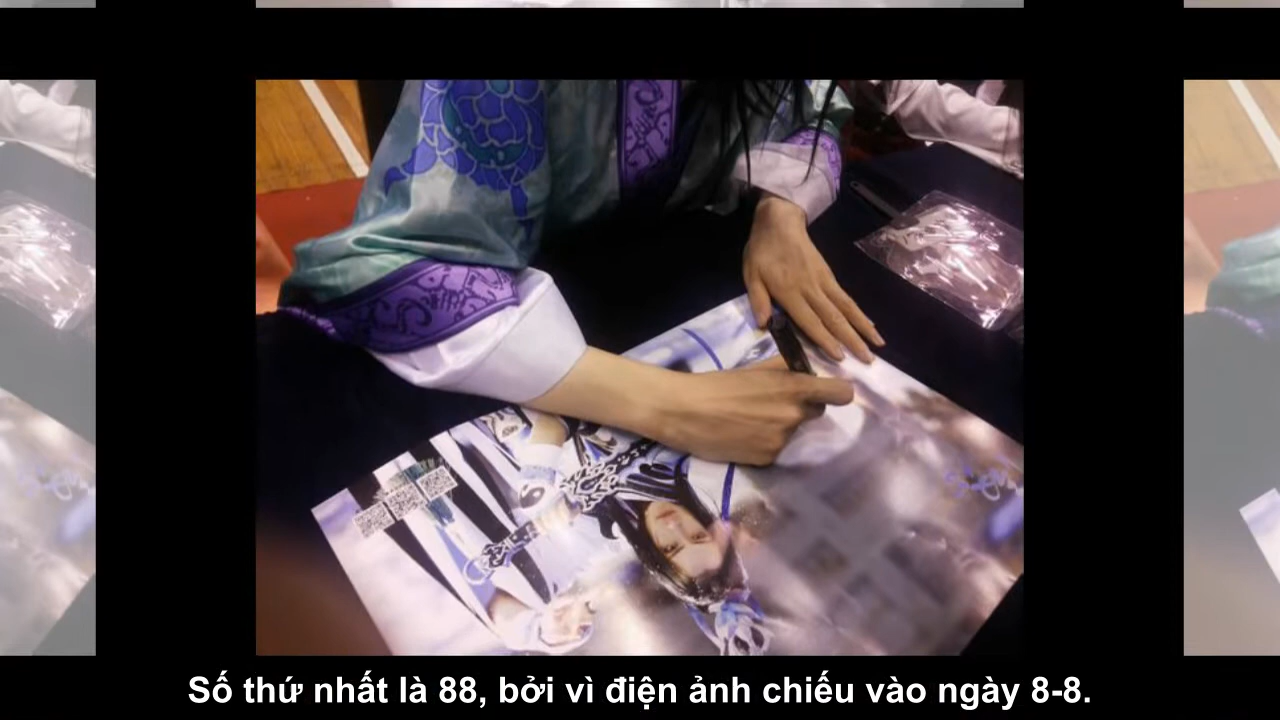 Số thứ nhất là 88, bởi vì điện ảnh chiếu vào ngày 8-8.